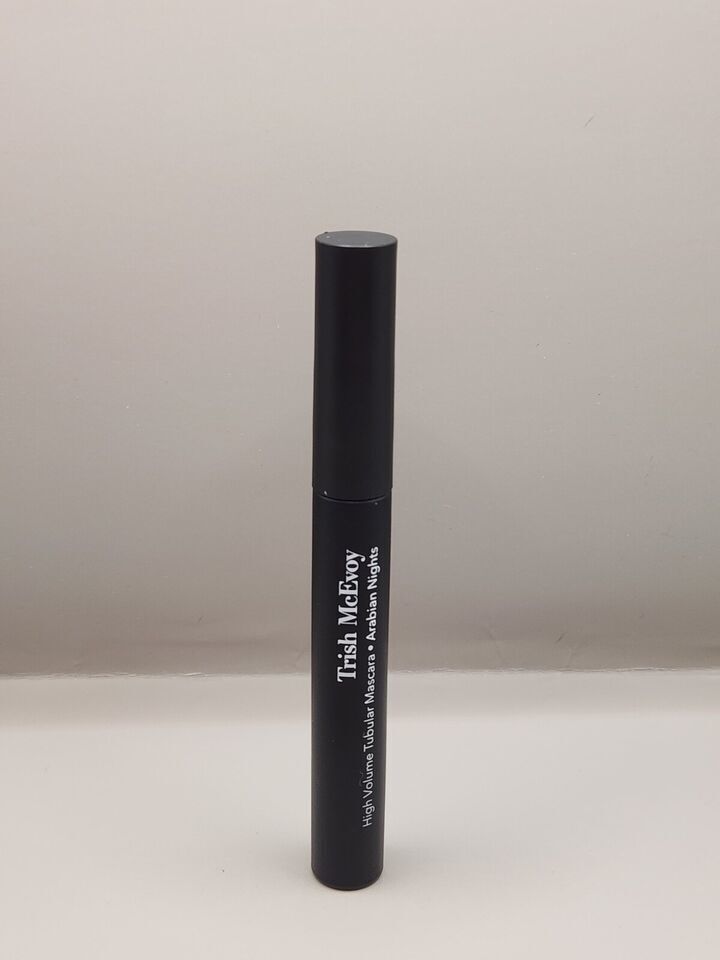 Trish McEvoy
High Volume Tubular Mascara • Arabian Nights